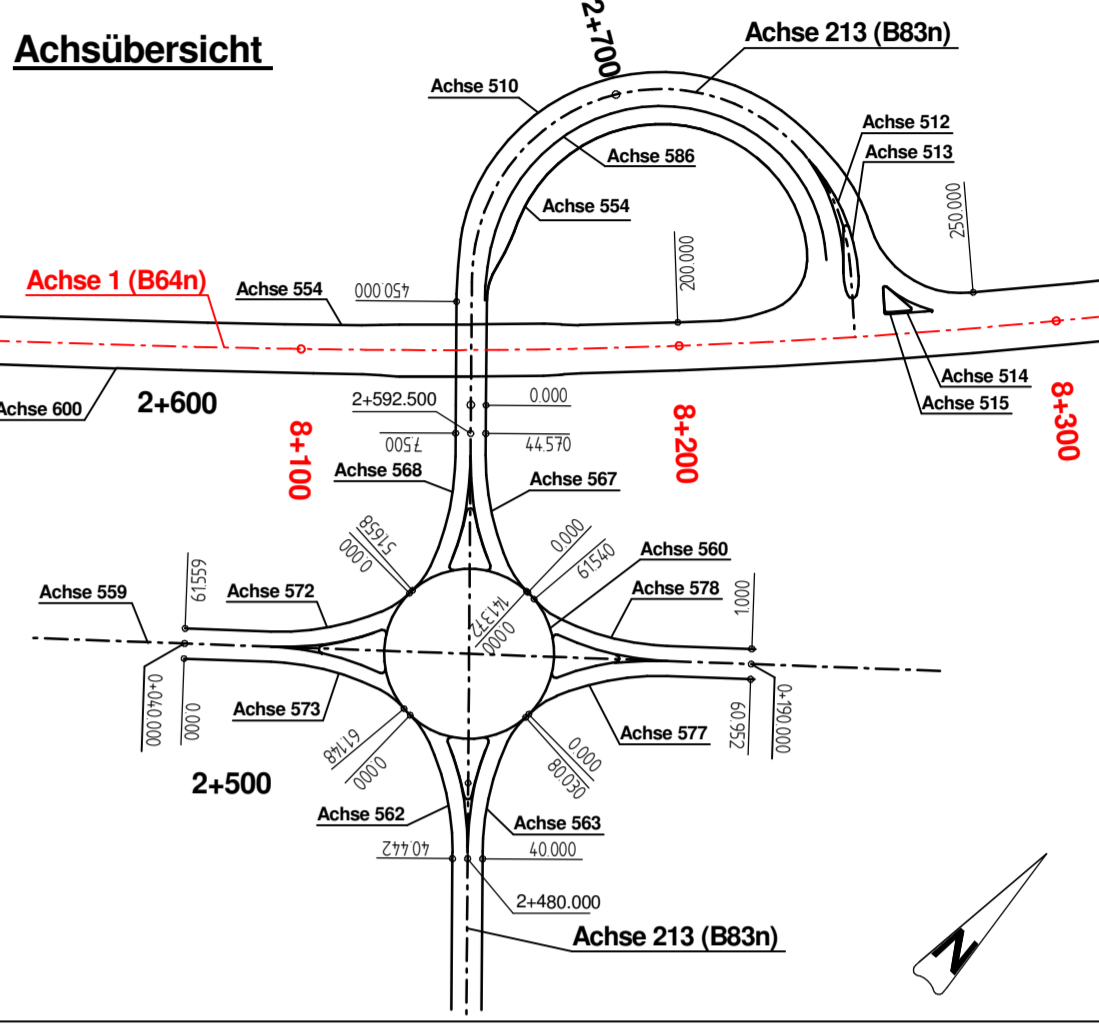 Achsübersicht
2+700
Achse 213 (B83n)
Achse 510
Achse 512
Achse 513
Achse 586
Achse 554
250.000
200.000
Achse 1 (B64n)
Achse 554
450.000
Achse 514
Achse 515
Achse 600
2+600
8+100
8+200
8+300
2+592.500
0.000
7.500
44.570
Achse 568
Achse 567
51.658
0.000
0.000
61.540
Achse 560
Achse 559
61.559
Achse 572
Achse 578
1.000
141.372
0.000
0+040.000
0.000
Achse 573
Achse 577
60.952
0+190.000
61.148
0.000
0.000
08.030
2+500
Achse 562
Achse 563
40.442
40.000
2+480.000
Achse 213 (B83n)
N